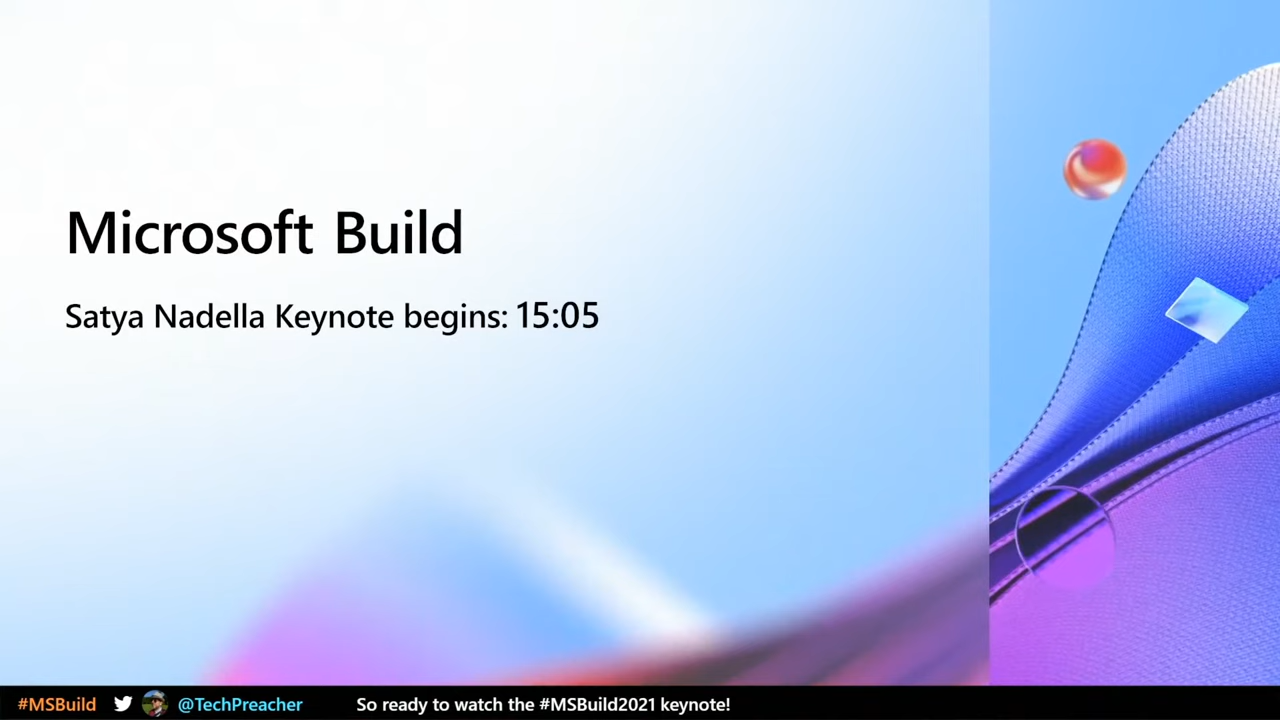 Microsoft Build
Satya Nadella Keynote begins: 15:05
#MSBuild @TechPreacher So ready to watch the #MSBuild2021 keynote!